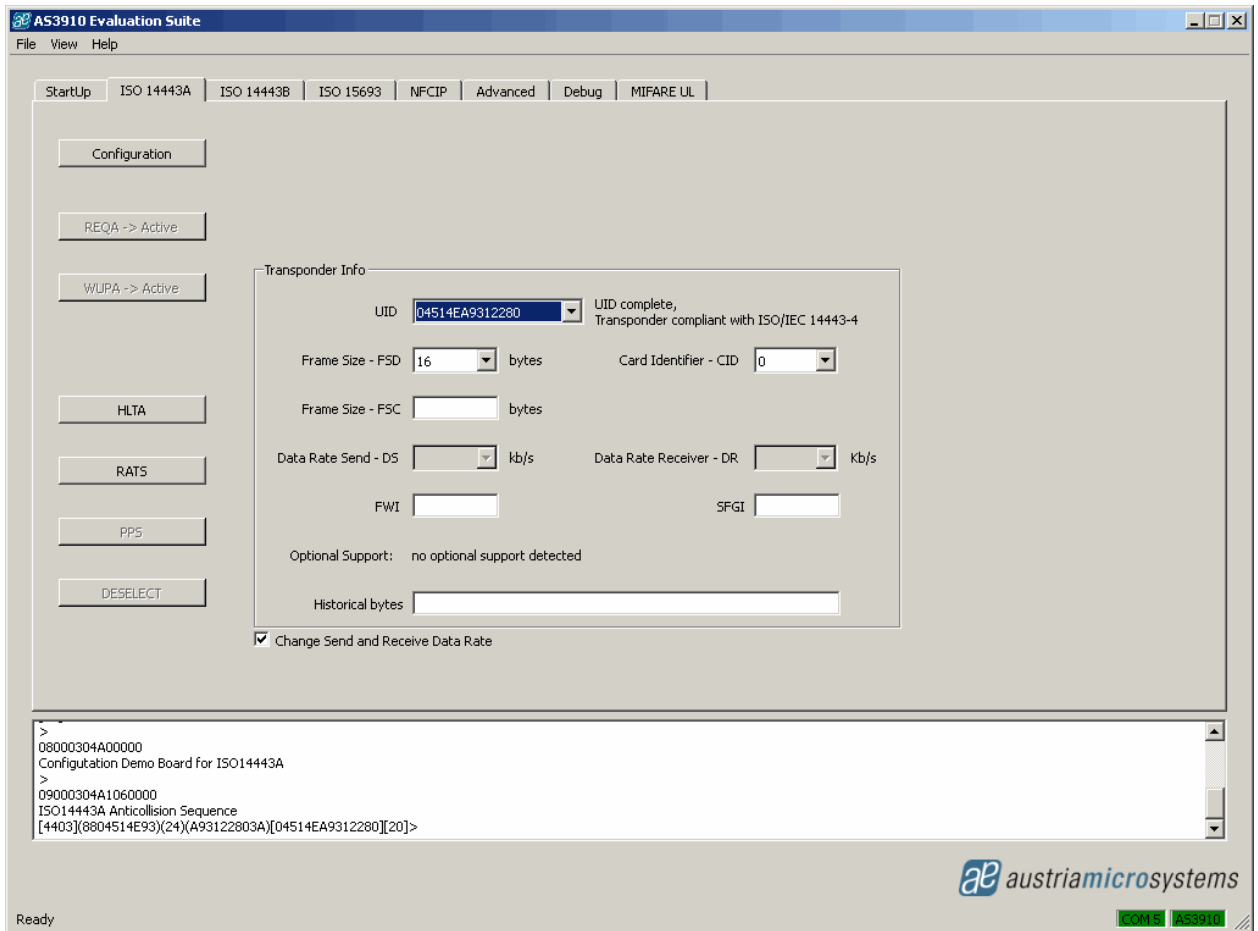 AS3910 Evaluation Suite
File View Help
StartUp ISO 14443A ISO 14443B ISO 15693 NFCIP Advanced Debug MIFARE UL
Configuration
REQA -> Active
WUPA -> Active
HLTA
RATS
PPS
DESELECT
Transponder Info
UID 04514EA9312280 UID complete,
Transponder compliant with ISO/IEC 14443-4
Frame Size - FSD 16 bytes Card Identifier - CID 0
Frame Size - FSC bytes
Data Rate Send - DS kb/s Data Rate Receiver - DR Kb/s
FWI SFGI
Optional Support: no optional support detected
Historical bytes
Change Send and Receive Data Rate
>
08000304A00000
Configutation Demo Board for ISO14443A
>
09000304A1060000
ISO14443A Anticollision Sequence
[4403](8804514E93)(24)(A93122803A)[04514EA9312280][20]>
austriamicrosystems
Ready COM 5 AS3910